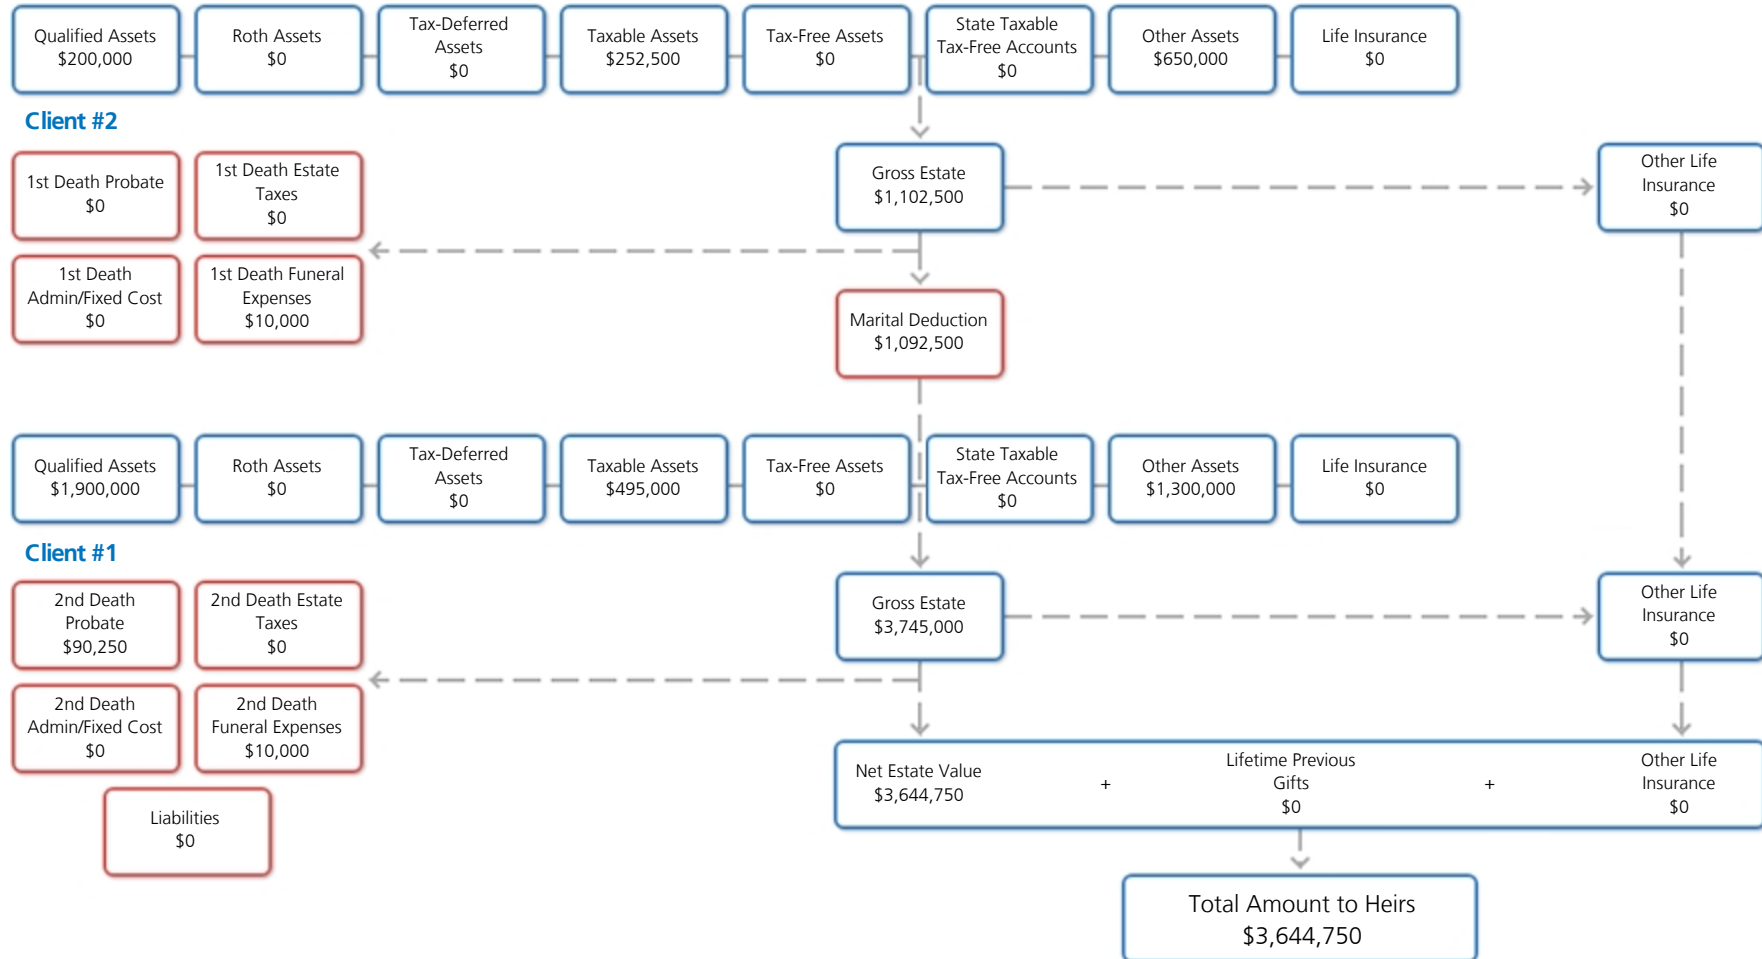 Qualified Assets
$200,000
Roth Assets
$0
Tax-Deferred
Assets
$0
Taxable Assets
$252,500
Tax-Free Assets
$0
State Taxable
Tax-Free Accounts
$0
Other Assets
$650,000
Life Insurance
$0
Client #2
1st Death Probate
$0
1st Death Estate
Taxes
$0
Gross Estate
$1,102,500
Other Life
Insurance
$0
1st Death
Admin/Fixed Cost
$0
1st Death Funeral
Expenses
$10,000
Marital Deduction
$1,092,500
Qualified Assets
$1,900,000
Roth Assets
$0
Tax-Deferred
Assets
$0
Taxable Assets
$495,000
Tax-Free Assets
$0
State Taxable
Tax-Free Accounts
$0
Other Assets
$1,300,000
Life Insurance
$0
Client #1
2nd Death
Probate
$90,250
2nd Death Estate
Taxes
$0
Gross Estate
$3,745,000
Other Life
Insurance
$0
2nd Death
Admin/Fixed Cost
$0
2nd Death
Funeral Expenses
$10,000
Liabilities
$0
Net Estate Value
$3,644,750
+
Lifetime Previous
Gifts
$0
+
Other Life
Insurance
$0
Total Amount to Heirs
$3,644,750